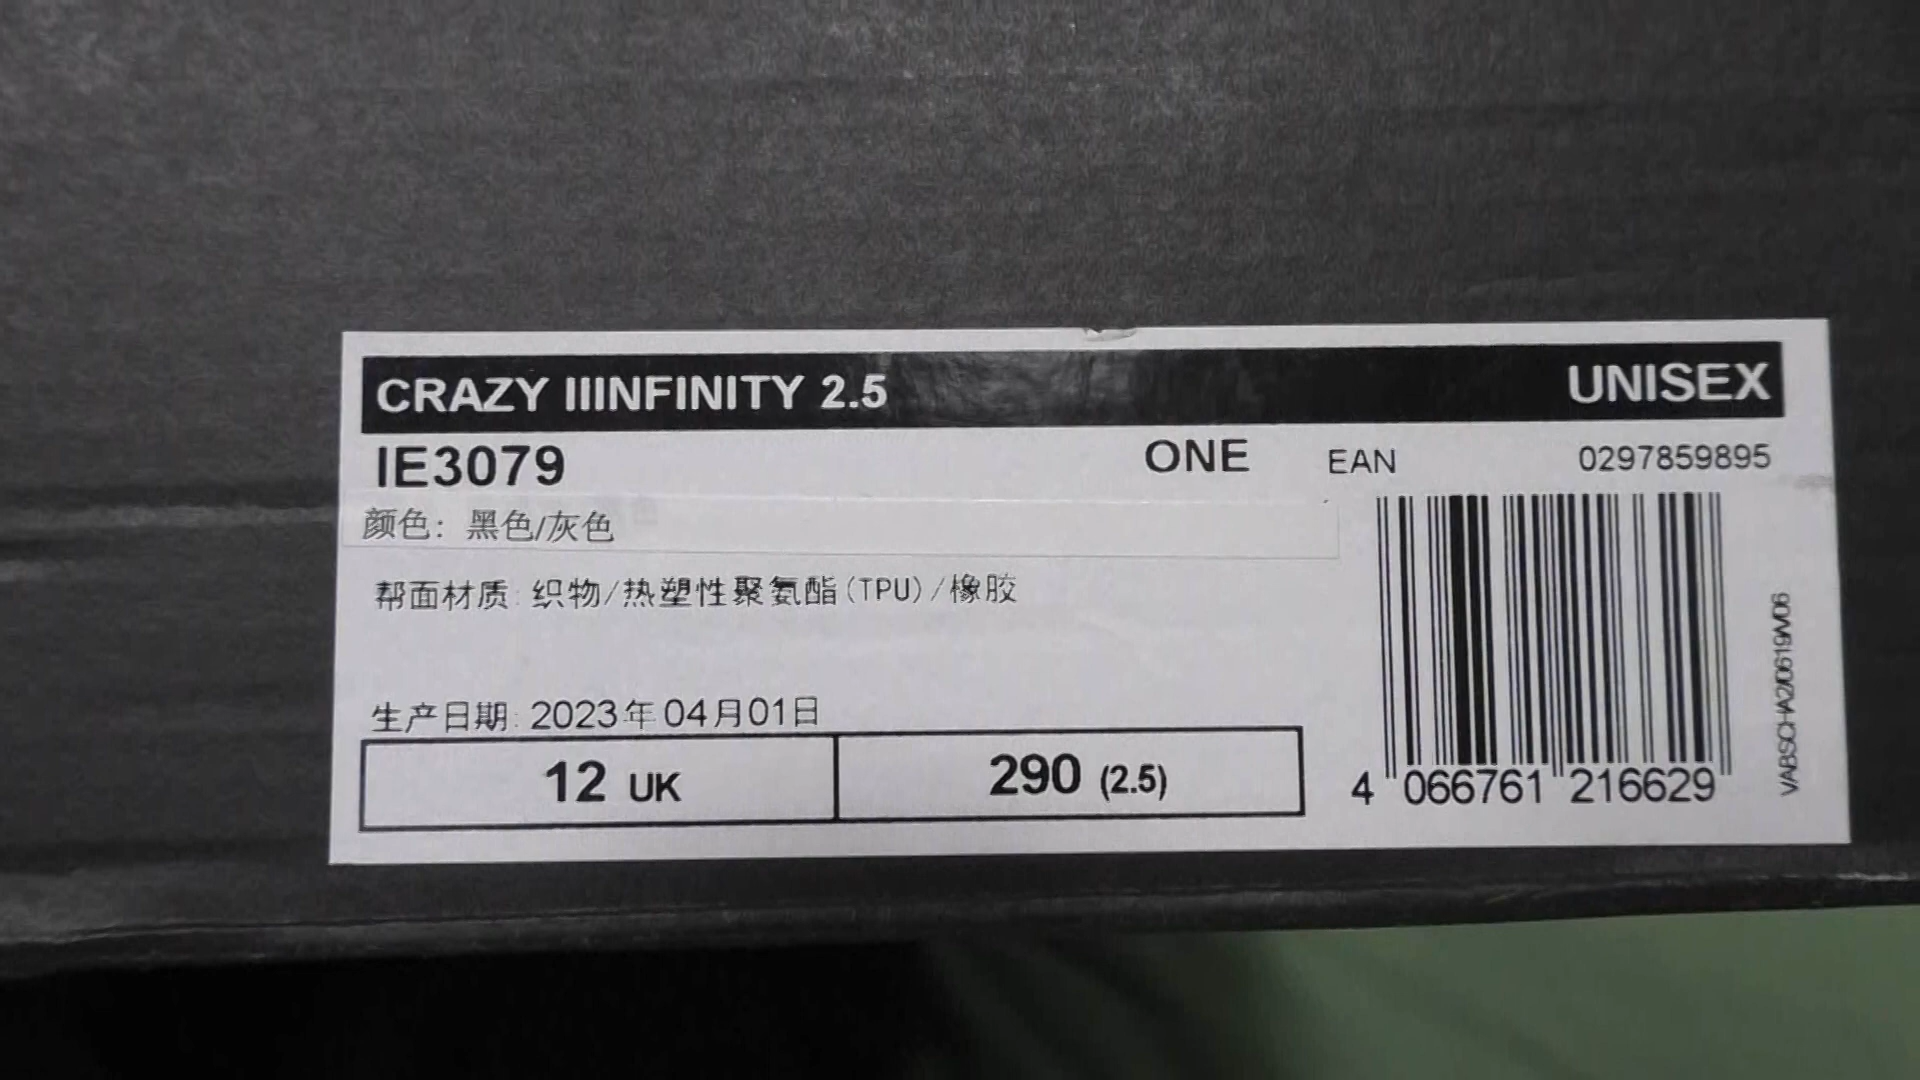 CRAZY IIINFINITY 2.5 UNISEX
IE3079 ONE EAN 0297859895
颜色：黑色/灰色
帮面材质: 织物/热塑性聚氨酯(TPU)/橡胶
生产日期: 2023年04月01日
12 UK 290 (2.5)
4 066761 216629